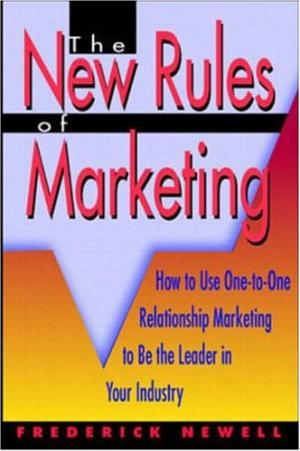 The
New Rules
of
Marketing
How to Use One-to-One
Relationship Marketing
to Be the Leader in
Your Industry
FREDERICK NEWELL